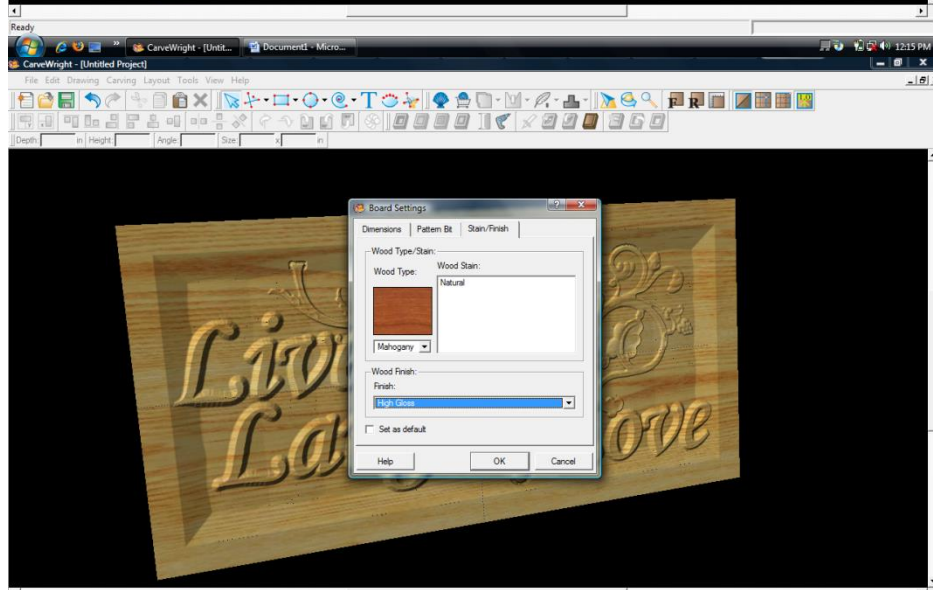 Ready
CarveWright - [Untit...
Document1 - Micro...
12:15 PM
CarveWright - [Untitled Project]
File Edit Drawing Carving Layout Tools View Help
Depth: in Height: Angle: Size: x in
Board Settings
Dimensions Pattern Bit Stain/Finish
Wood Type/Stain:
Wood Type: Wood Stain:
Natural
Mahogany
Wood Finish:
Finish:
High Gloss
Set as default
Help OK Cancel
Live
La Love